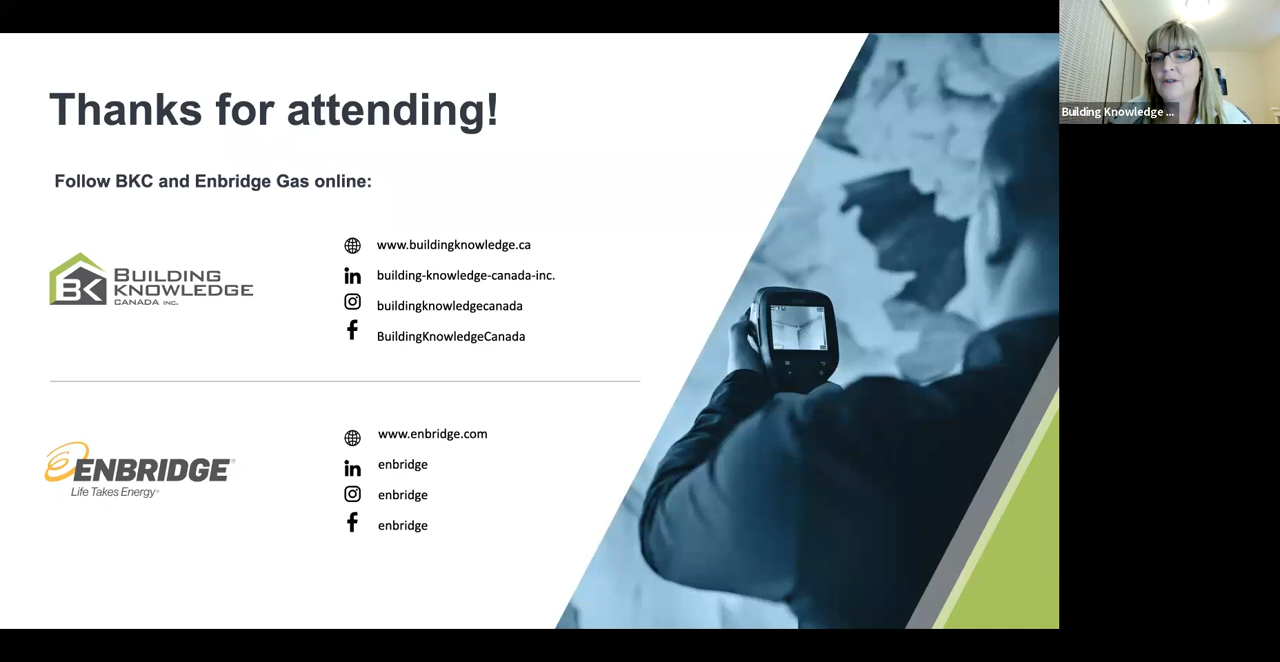 Thanks for attending!
Follow BKC and Enbridge Gas online:
BK
BUILDING
KNOWLEDGE
CANADA INC.
www.buildingknowledge.ca
building-knowledge-canada-inc.
buildingknowledgecanada
BuildingKnowledgeCanada
ENBRIDGE®
Life Takes Energy®
www.enbridge.com
enbridge
enbridge
enbridge
Building Knowledge ...